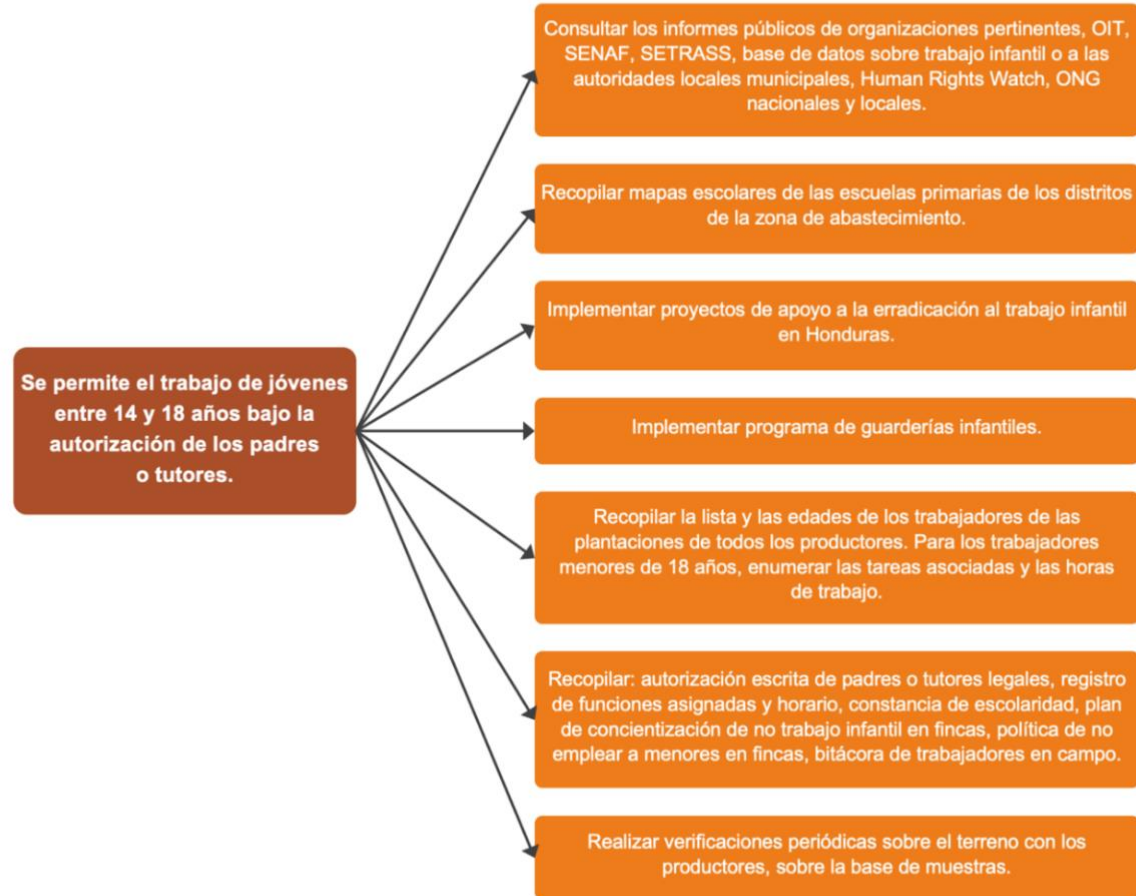 Consultar los informes públicos de organizaciones pertinentes, OIT,
SENAF, SETRASS, base de datos sobre trabajo infantil o a las
autoridades locales municipales, Human Rights Watch, ONG
nacionales y locales.
Recopilar mapas escolares de las escuelas primarias de los distritos
de la zona de abastecimiento.
Implementar proyectos de apoyo a la erradicación al trabajo infantil
en Honduras.
Se permite el trabajo de jóvenes
entre 14 y 18 años bajo la
autorización de los padres
o tutores.
Implementar programa de guarderías infantiles.
Recopilar la lista y las edades de los trabajadores de las
plantaciones de todos los productores. Para los trabajadores
menores de 18 años, enumerar las tareas asociadas y las horas
de trabajo.
Recopilar: autorización escrita de padres o tutores legales, registro
de funciones asignadas y horario, constancia de escolaridad, plan
de concientización de no trabajo infantil en fincas, política de no
emplear a menores en fincas, bitácora de trabajadores en campo.
Realizar verificaciones periódicas sobre el terreno con los
productores, sobre la base de muestras.